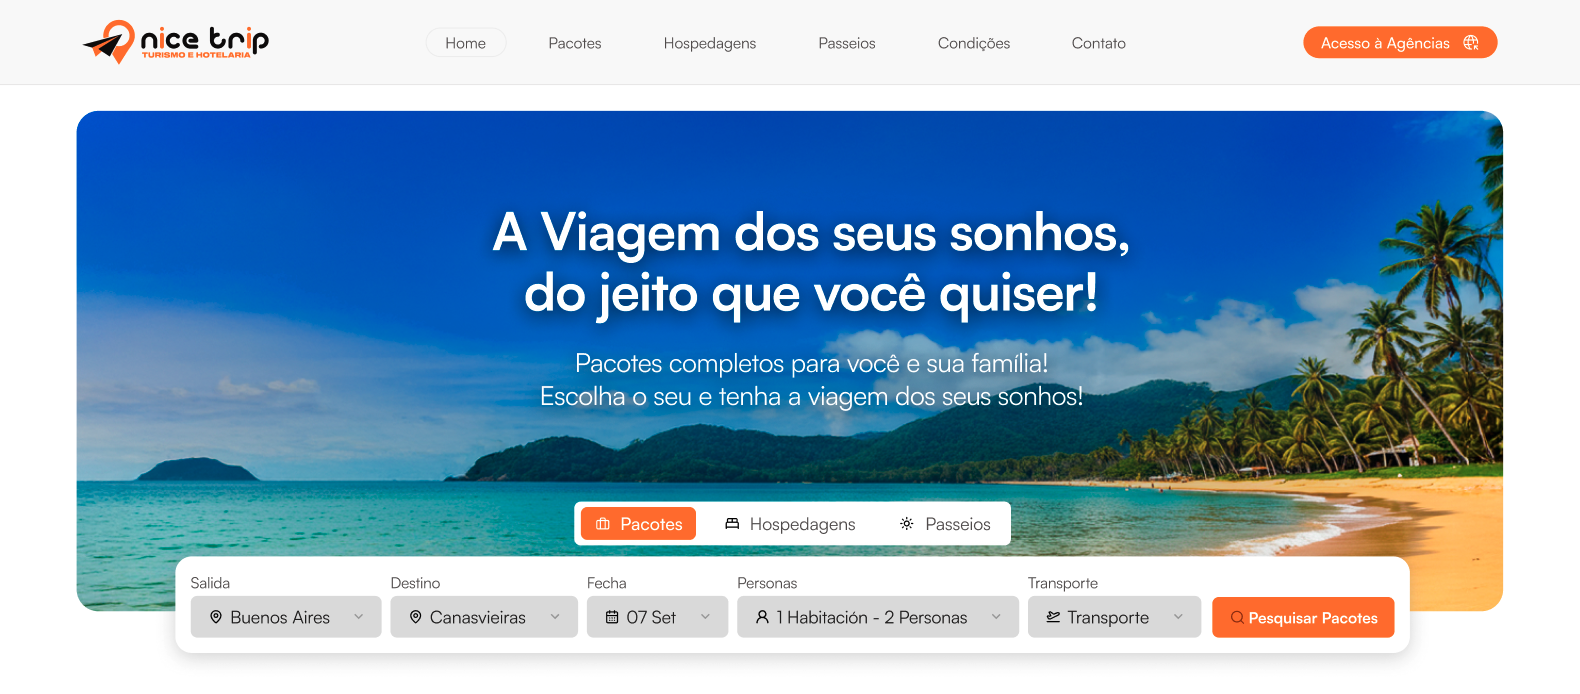 nice trip
TURISMO E HOTELARIA
Home
Pacotes
Hospedagens
Passeios
Condições
Contato
Acesso à Agências
A Viagem dos seus sonhos,
do jeito que você quiser!
Pacotes completos para você e sua família!
Escolha o seu e tenha a viagem dos seus sonhos!
Pacotes
Hospedagens
Passeios
Salida
Destino
Fecha
Personas
Transporte
Buenos Aires
Canasvieiras
07 Set
1 Habitación - 2 Personas
Transporte
Pesquisar Pacotes